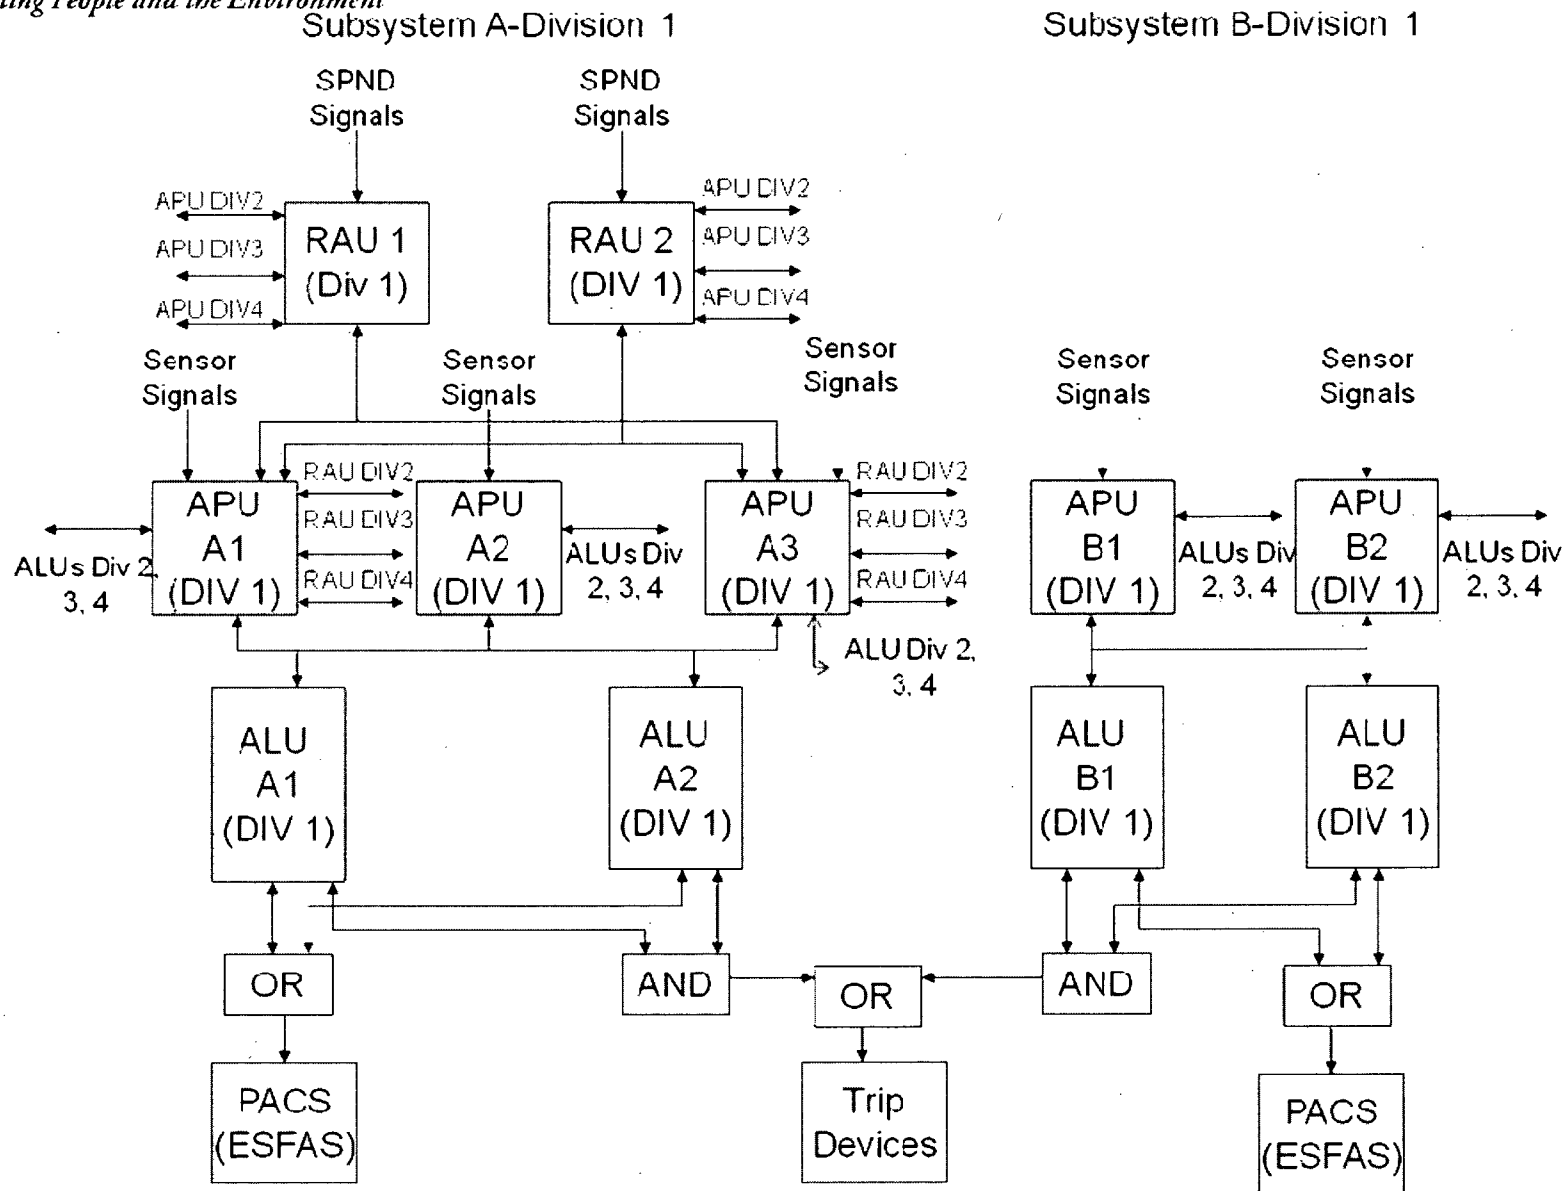 ting People and the Environment
Subsystem A-Division 1
Subsystem B-Division 1
SPND
Signals
SPND
Signals
APU DIV2
APU DIV3
APU DIV4
RAU 1
(Div 1)
RAU 2
(DIV 1)
APU DIV2
APU DIV3
APU DIV4
Sensor
Signals
Sensor
Signals
Sensor
Signals
Sensor
Signals
Sensor
Signals
ALUs Div 2,
3, 4
APU
A1
(DIV 1)
RAU DIV2
RAU DIV3
RAU DIV4
APU
A2
(DIV 1)
ALUs Div
2, 3, 4
APU
A3
(DIV 1)
RAU DIV2
RAU DIV3
RAU DIV4
ALU Div 2,
3, 4
APU
B1
(DIV 1)
ALUs Div
2, 3, 4
APU
B2
(DIV 1)
ALUs Div
2, 3, 4
ALU
A1
(DIV 1)
ALU
A2
(DIV 1)
ALU
B1
(DIV 1)
ALU
B2
(DIV 1)
OR
AND
OR
AND
OR
PACS
(ESFAS)
Trip
Devices
PACS
(ESFAS)